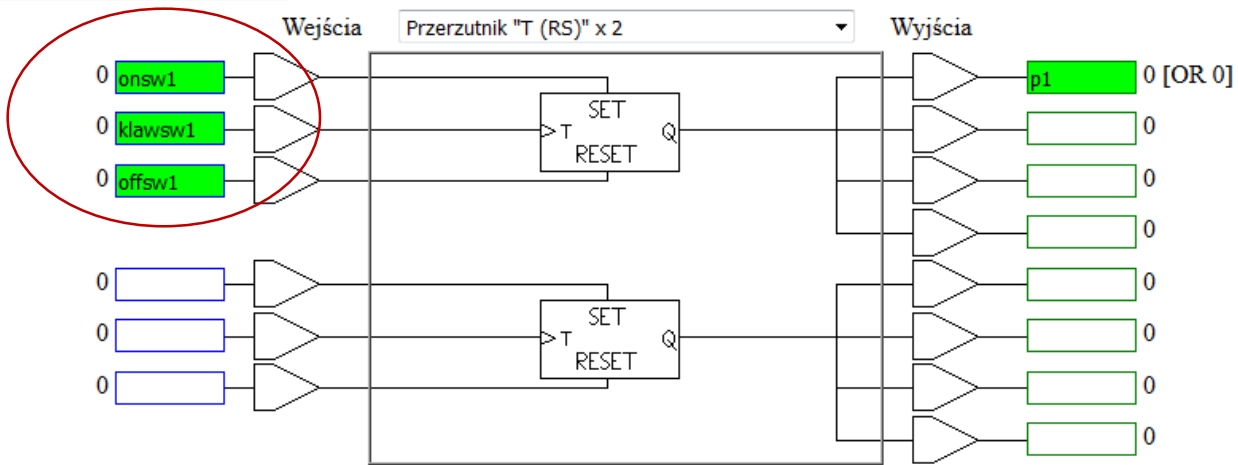 Wejścia Przerzutnik "T (RS)" x 2 Wyjścia
0 onsw1 p1 0 [OR 0]
SET
0 klawsw1 T Q 0
RESET
0 offsw1 0
0
0 0
SET
0 T Q 0
RESET
0 0
0